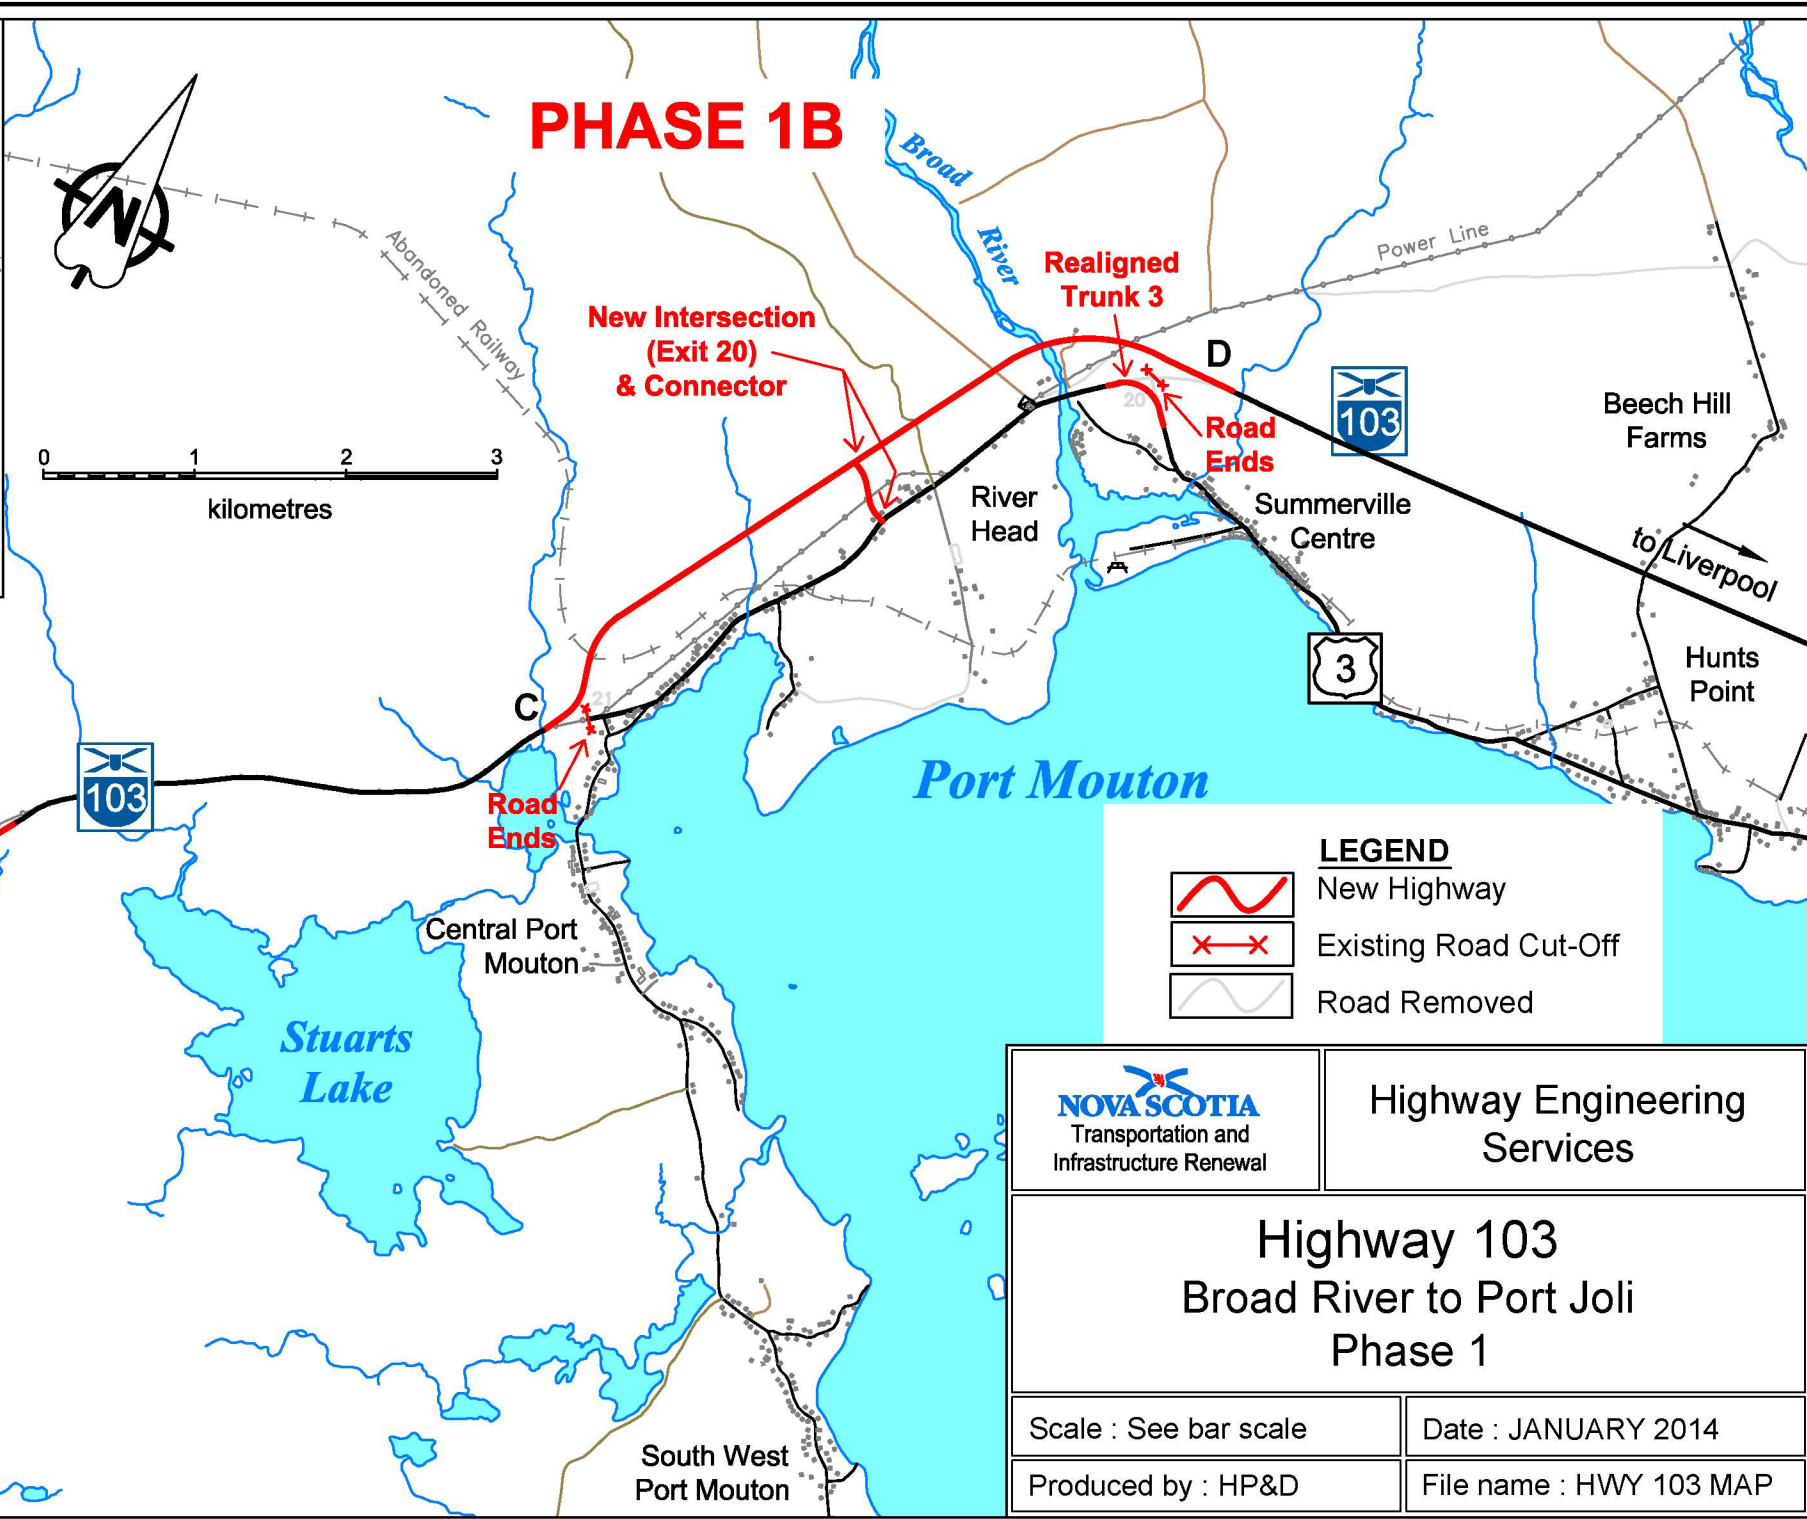 PHASE 1B
N
Broad
River
Abandoned Railway
Power Line
Realigned
Trunk 3
New Intersection
(Exit 20)
& Connector
D
103
20
Road
Ends
Beech Hill
Farms
0 1 2 3
kilometres
River
Head
Summerville
Centre
to Liverpool
3
Hunts
Point
21
C
103
Road
Ends
Port Mouton
Central Port
Mouton
Stuarts
Lake
South West
Port Mouton
LEGEND
New Highway
Existing Road Cut-Off
Road Removed
NOVA SCOTIA
Transportation and
Infrastructure Renewal
Highway Engineering
Services
Highway 103
Broad River to Port Joli
Phase 1
Scale : See bar scale
Date : JANUARY 2014
Produced by : HP&D
File name : HWY 103 MAP